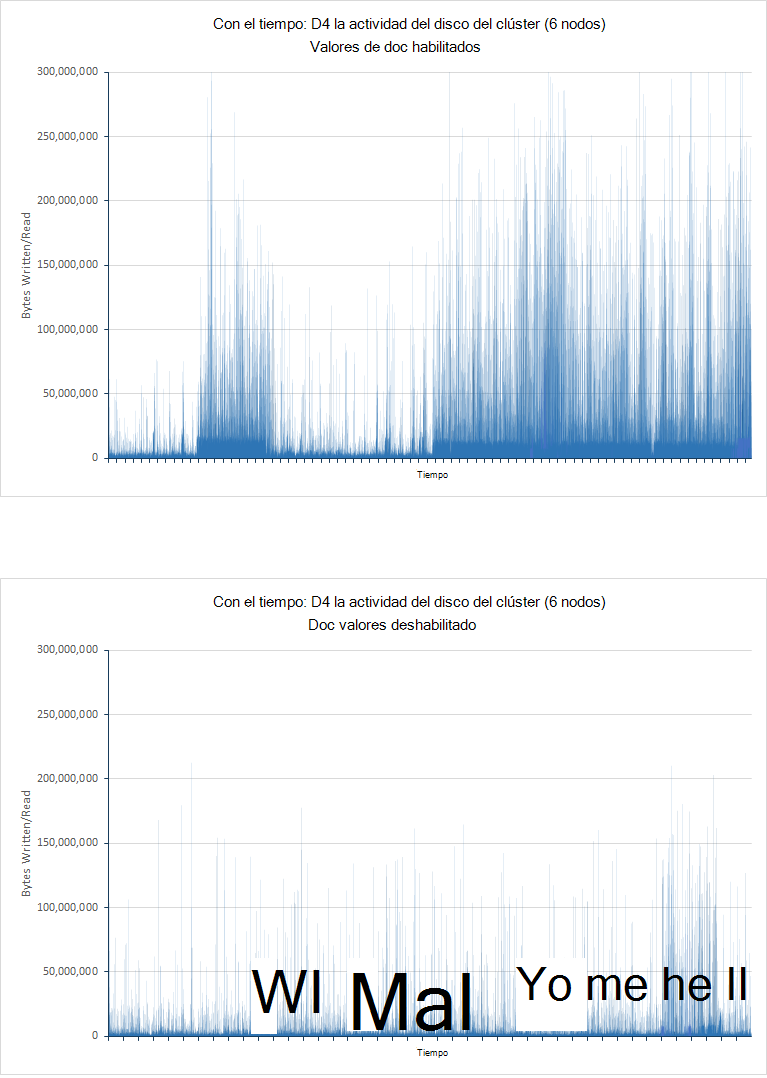 Con el tiempo: D4 la actividad del disco del clúster (6 nodos)
Valores de doc habilitados
300,000,000
250,000,000
200,000,000
150,000,000
100,000,000
50,000,000
0
Bytes Written/Read
Tiempo
Con el tiempo: D4 la actividad del disco del clúster (6 nodos)
Doc valores deshabilitado
300,000,000
250,000,000
200,000,000
150,000,000
100,000,000
50,000,000
0
Bytes Written/Read
WI Mal Yo me he ll
Tiempo